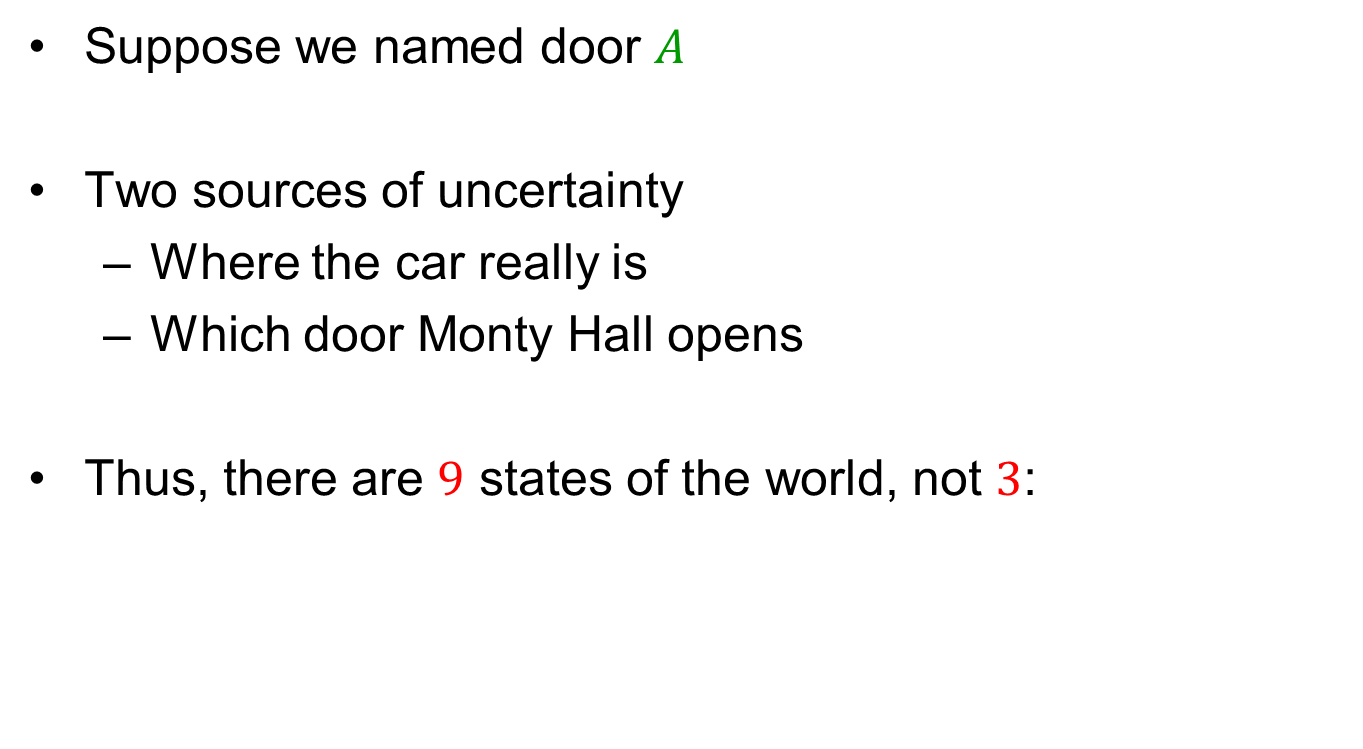 • Suppose we named door A
• Two sources of uncertainty
– Where the car really is
– Which door Monty Hall opens
• Thus, there are 9 states of the world, not 3: